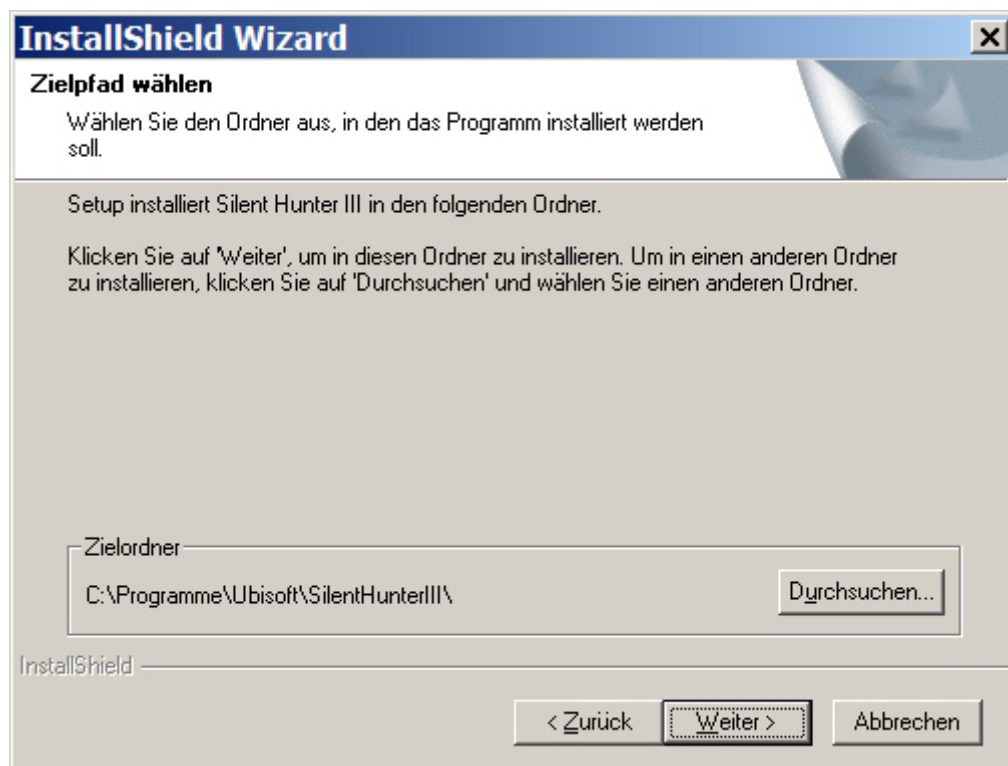 InstallShield Wizard
Zielpfad wählen
Wählen Sie den Ordner aus, in den das Programm installiert werden
soll.
Setup installiert Silent Hunter III in den folgenden Ordner.
Klicken Sie auf 'Weiter', um in diesen Ordner zu installieren. Um in einen anderen Ordner
zu installieren, klicken Sie auf 'Durchsuchen' und wählen Sie einen anderen Ordner.
Zielordner
C:\Programme\Ubisoft\SilentHunterIII\
Durchsuchen...
InstallShield
< Zurück
Weiter >
Abbrechen